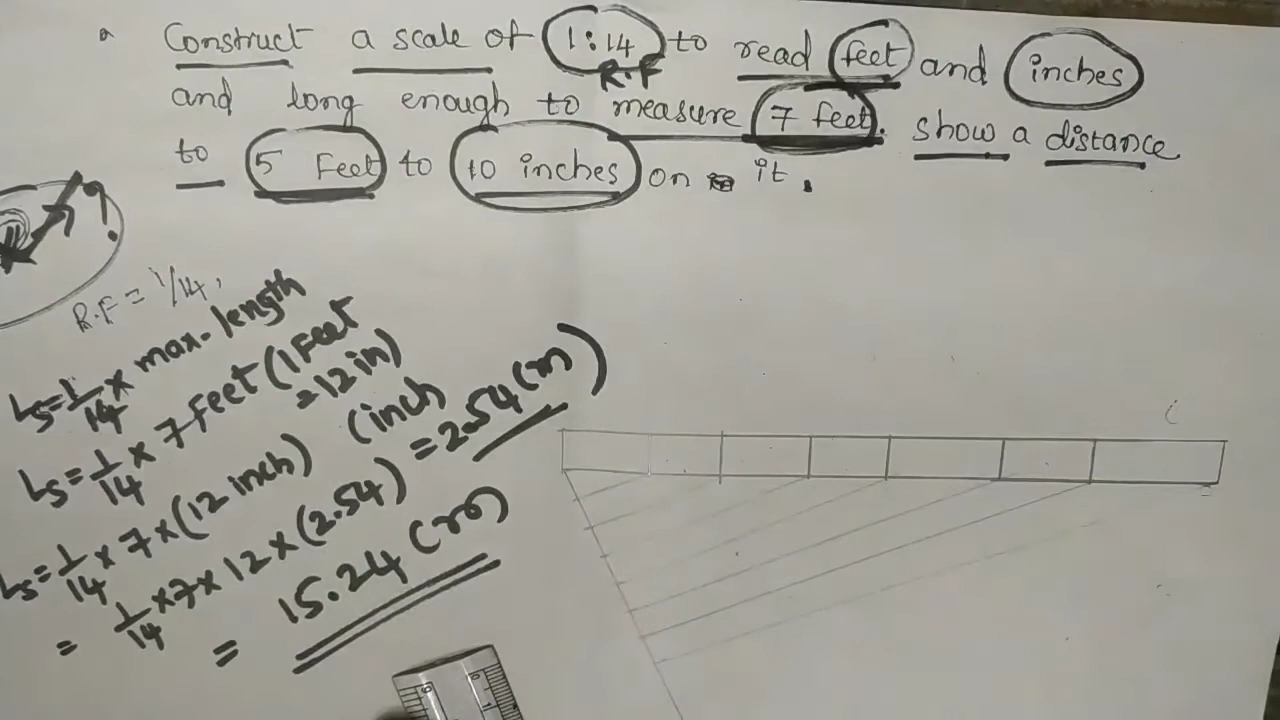 Construct a scale of 1:14 to read feet and inches
R.F
and long enough to measure 7 feet. show a distance
to 5 Feet to 10 inches on it.
R.F = 1/14,
Ls = 1/14 × max. length
Ls = 1/14 × 7 feet (1 Feet
= 12 in)
Ls = 1/14 × 7 × (12 inch) (inch
= 2.54 cm)
= 1/14 × 7 × 12 × (2.54)
= 15.24 cm